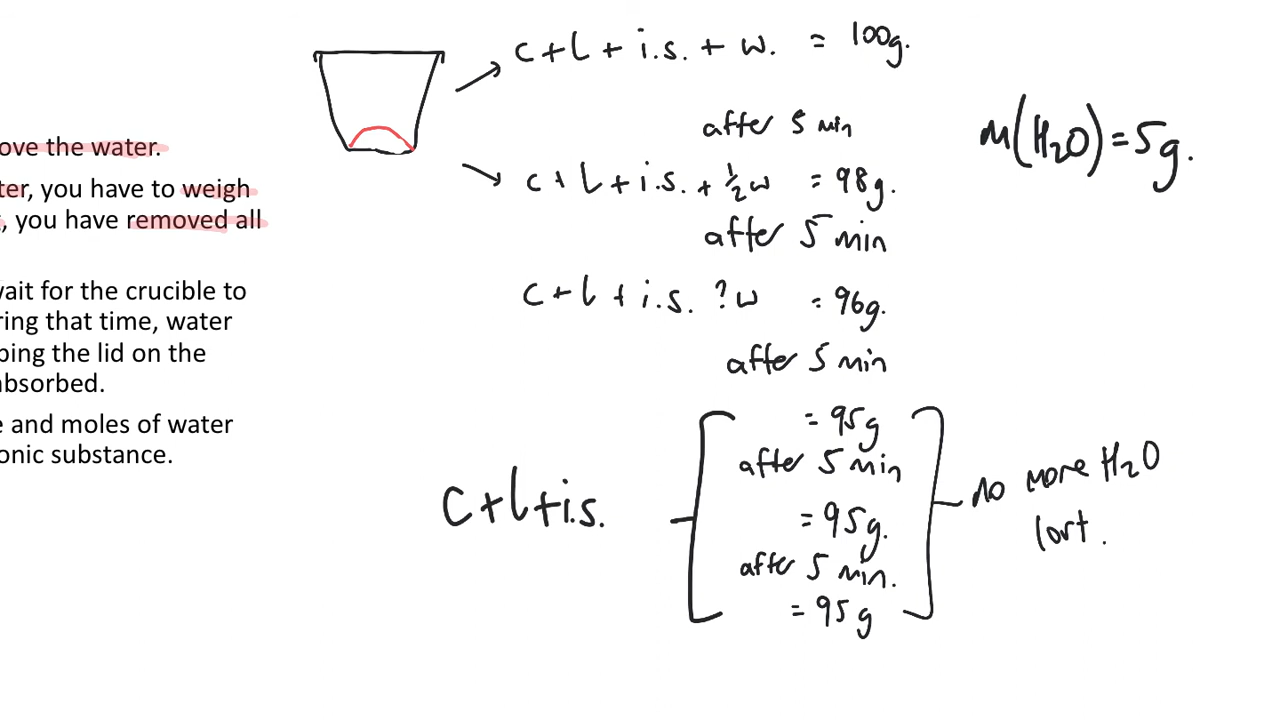 ove the water.
ter, you have to weigh
, you have removed all
vait for the crucible to
ring that time, water
ping the lid on the
absorbed.
e and moles of water
onic substance.
c + l + i.s. + w. = 100g.
after 5 min
c + l + i.s. + ½w = 98g.
after 5 min
c + l + i.s. ?w = 96g.
after 5 min
= 95g
after 5 min
c + l + i.s.
= 95g.
after 5 min.
= 95g
no more H₂O
lost.
m(H₂O) = 5g.